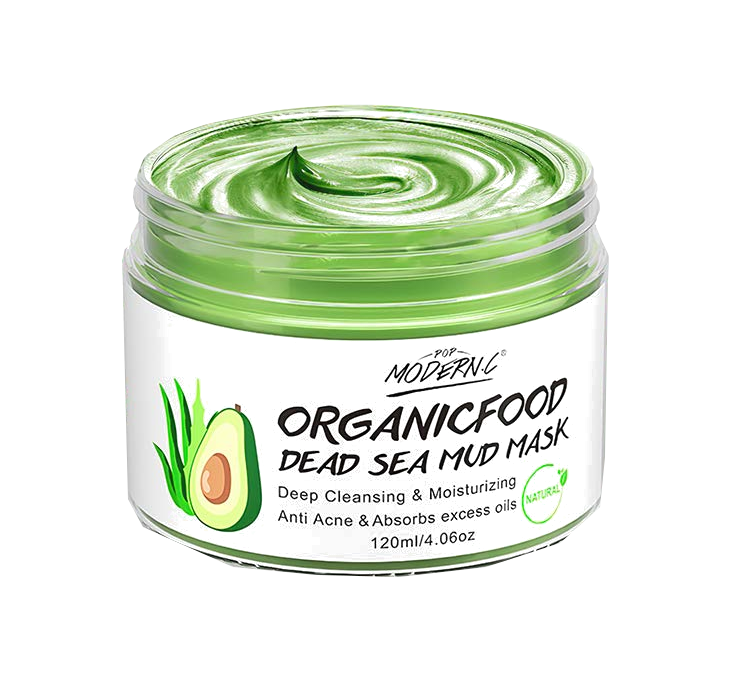 POP
MODERN.C®
ORGANICFOOD
DEAD SEA MUD MASK
Deep Cleansing & Moisturizing
Anti Acne & Absorbs excess oils
NATURAL
120ml/4.06oz